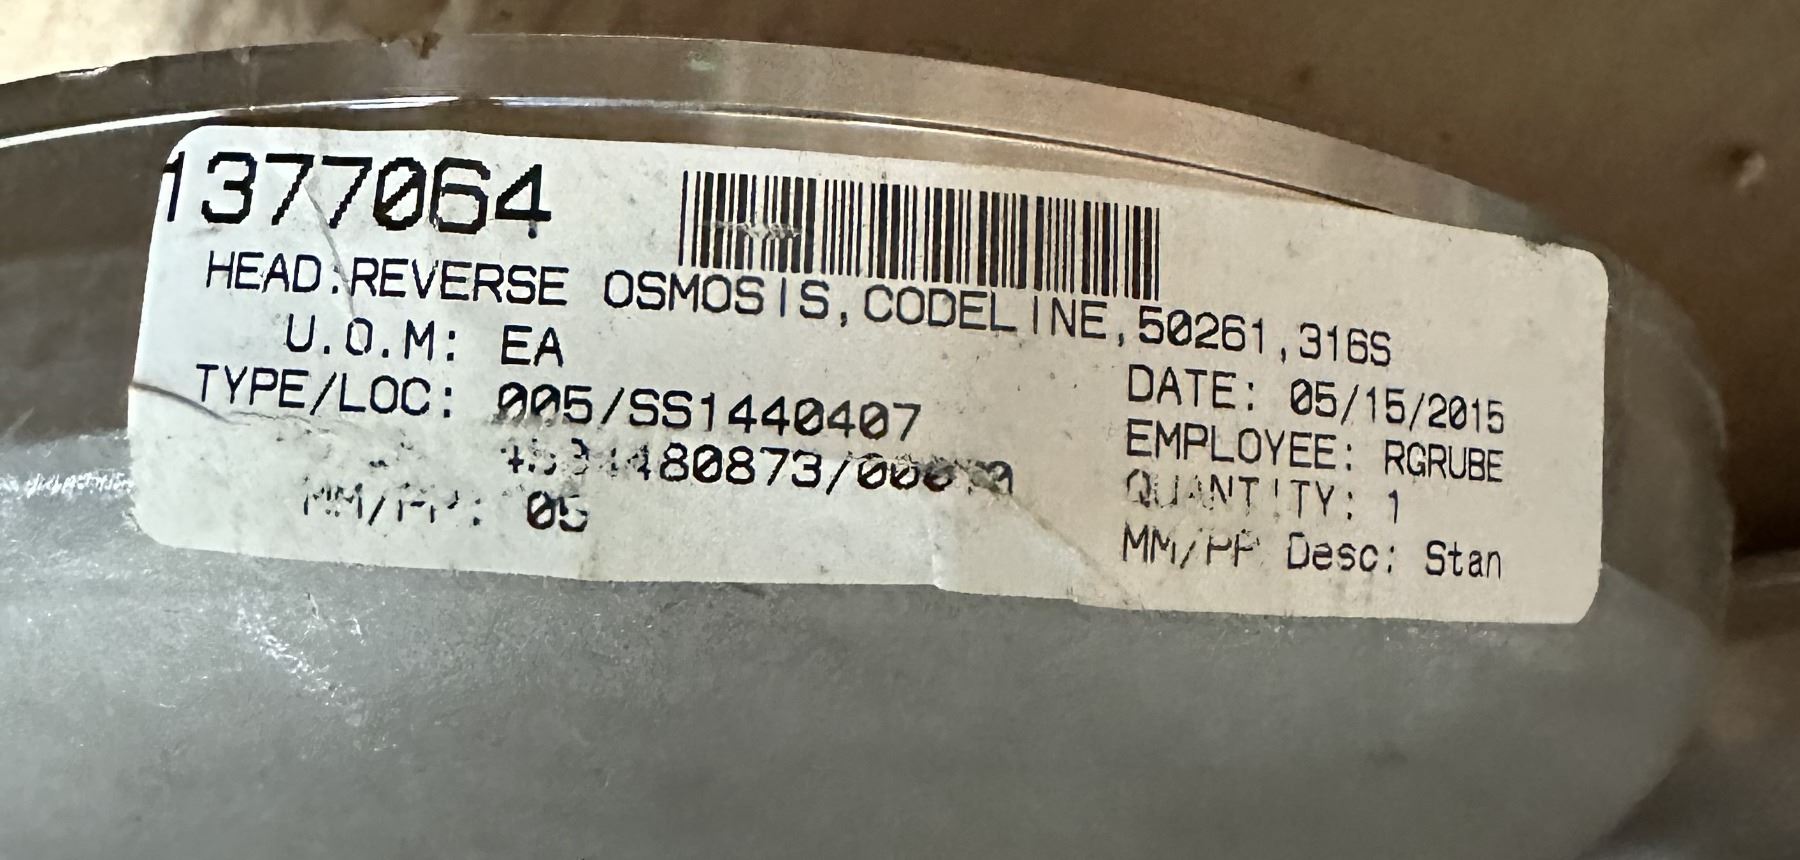 1377064
HEAD:REVERSE OSMOSIS,CODELINE,50261,316S
U.O.M: EA
DATE: 05/15/2015
TYPE/LOC: 005/SS1440407
EMPLOYEE: RGRUBE
QUANTITY: 1
MM/PP: 05
MM/PP Desc: Stan